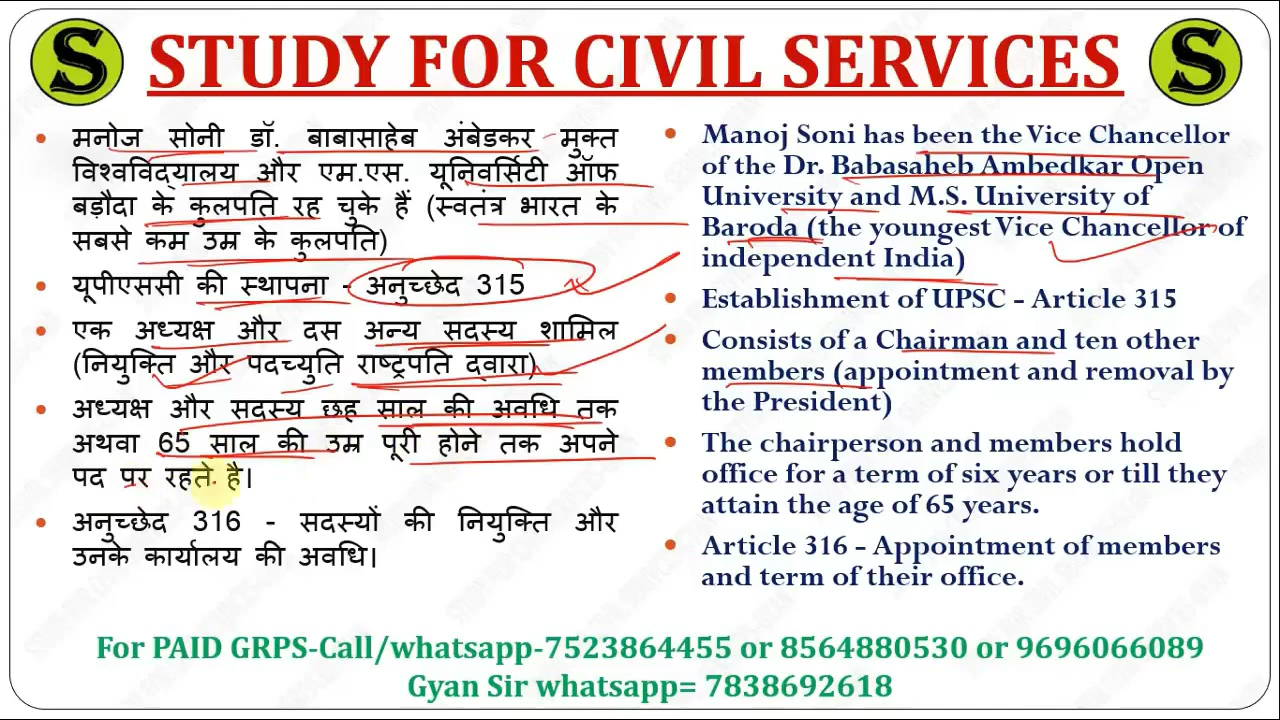 S STUDY FOR CIVIL SERVICES S
• मनोज सोनी डॉ. बाबासाहेब अंबेडकर मुक्त
विश्वविद्यालय और एम.एस. यूनिवर्सिटी ऑफ
बड़ौदा के कुलपति रह चुके हैं (स्वतंत्र भारत के
सबसे कम उम्र के कुलपति)
• यूपीएससी की स्थापना - अनुच्छेद 315
• एक अध्यक्ष और दस अन्य सदस्य शामिल
(नियुक्ति और पदच्युति राष्ट्रपति द्वारा)
• अध्यक्ष और सदस्य छह साल की अवधि तक
अथवा 65 साल की उम्र पूरी होने तक अपने
पद पर रहते है।
• अनुच्छेद 316 - सदस्यों की नियुक्ति और
उनके कार्यालय की अवधि।
• Manoj Soni has been the Vice Chancellor
of the Dr. Babasaheb Ambedkar Open
University and M.S. University of
Baroda (the youngest Vice Chancellor of
independent India)
• Establishment of UPSC - Article 315
• Consists of a Chairman and ten other
members (appointment and removal by
the President)
• The chairperson and members hold
office for a term of six years or till they
attain the age of 65 years.
• Article 316 - Appointment of members
and term of their office.
For PAID GRPS-Call/whatsapp-7523864455 or 8564880530 or 9696066089
Gyan Sir whatsapp= 7838692618